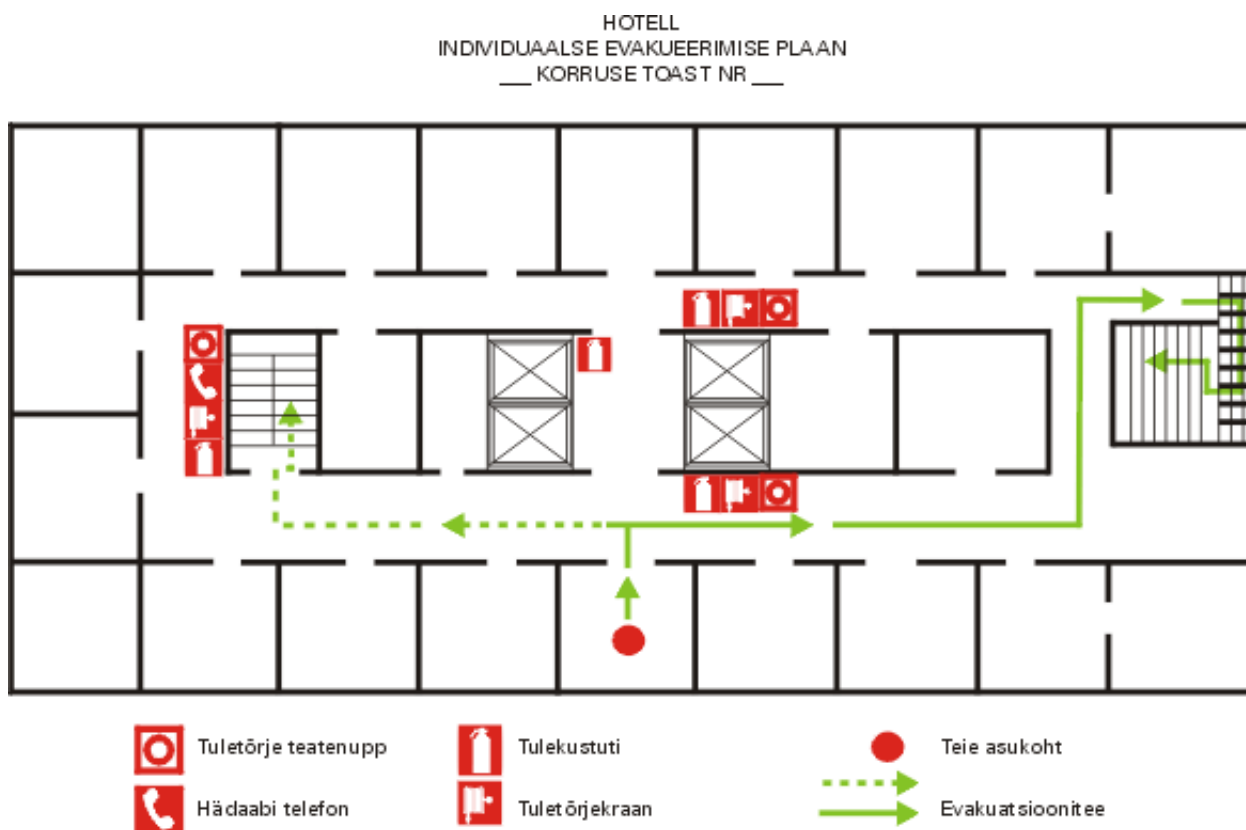 HOTELL
INDIVIDUAALSE EVAKUEERIMISE PLAAN
___ KORRUSE TOAST NR ___
Tuletõrje teatenupp
Tulekustuti
Teie asukoht
Hädaabi telefon
Tuletõrjekraan
Evakuatsioonitee